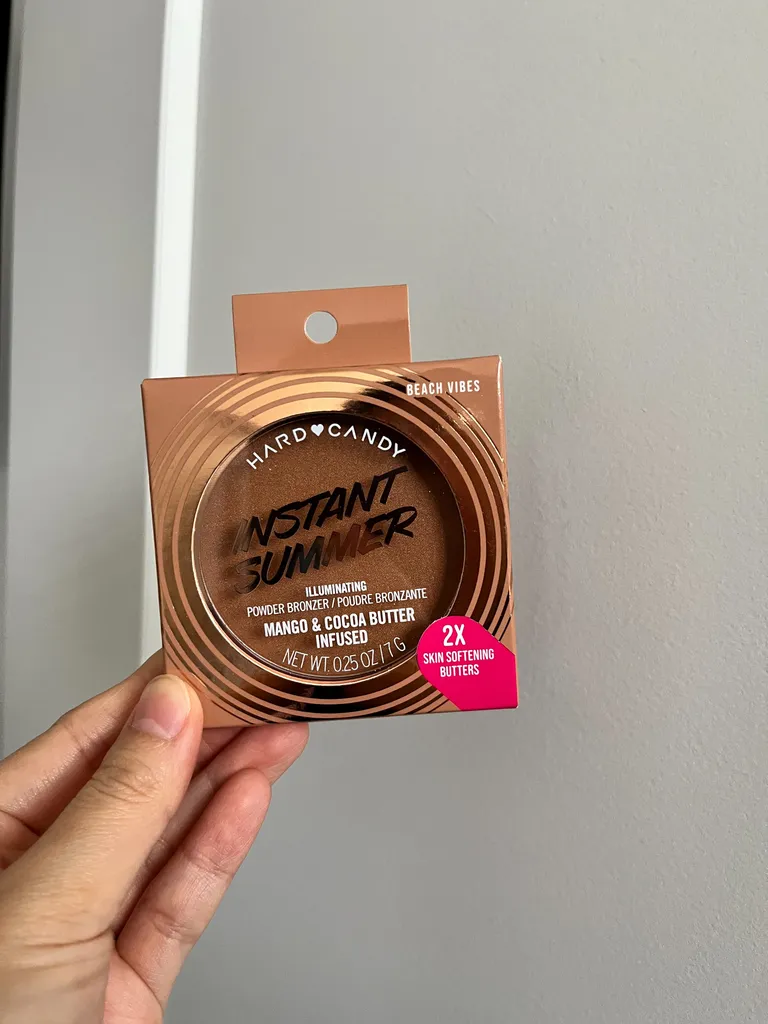 BEACH VIBES
HARD♥CANDY
INSTANT
SUMMER
ILLUMINATING
POWDER BRONZER / POUDRE BRONZANTE
MANGO & COCOA BUTTER
INFUSED
NET WT. 0.25 OZ / 7 G
2X
SKIN SOFTENING
BUTTERS